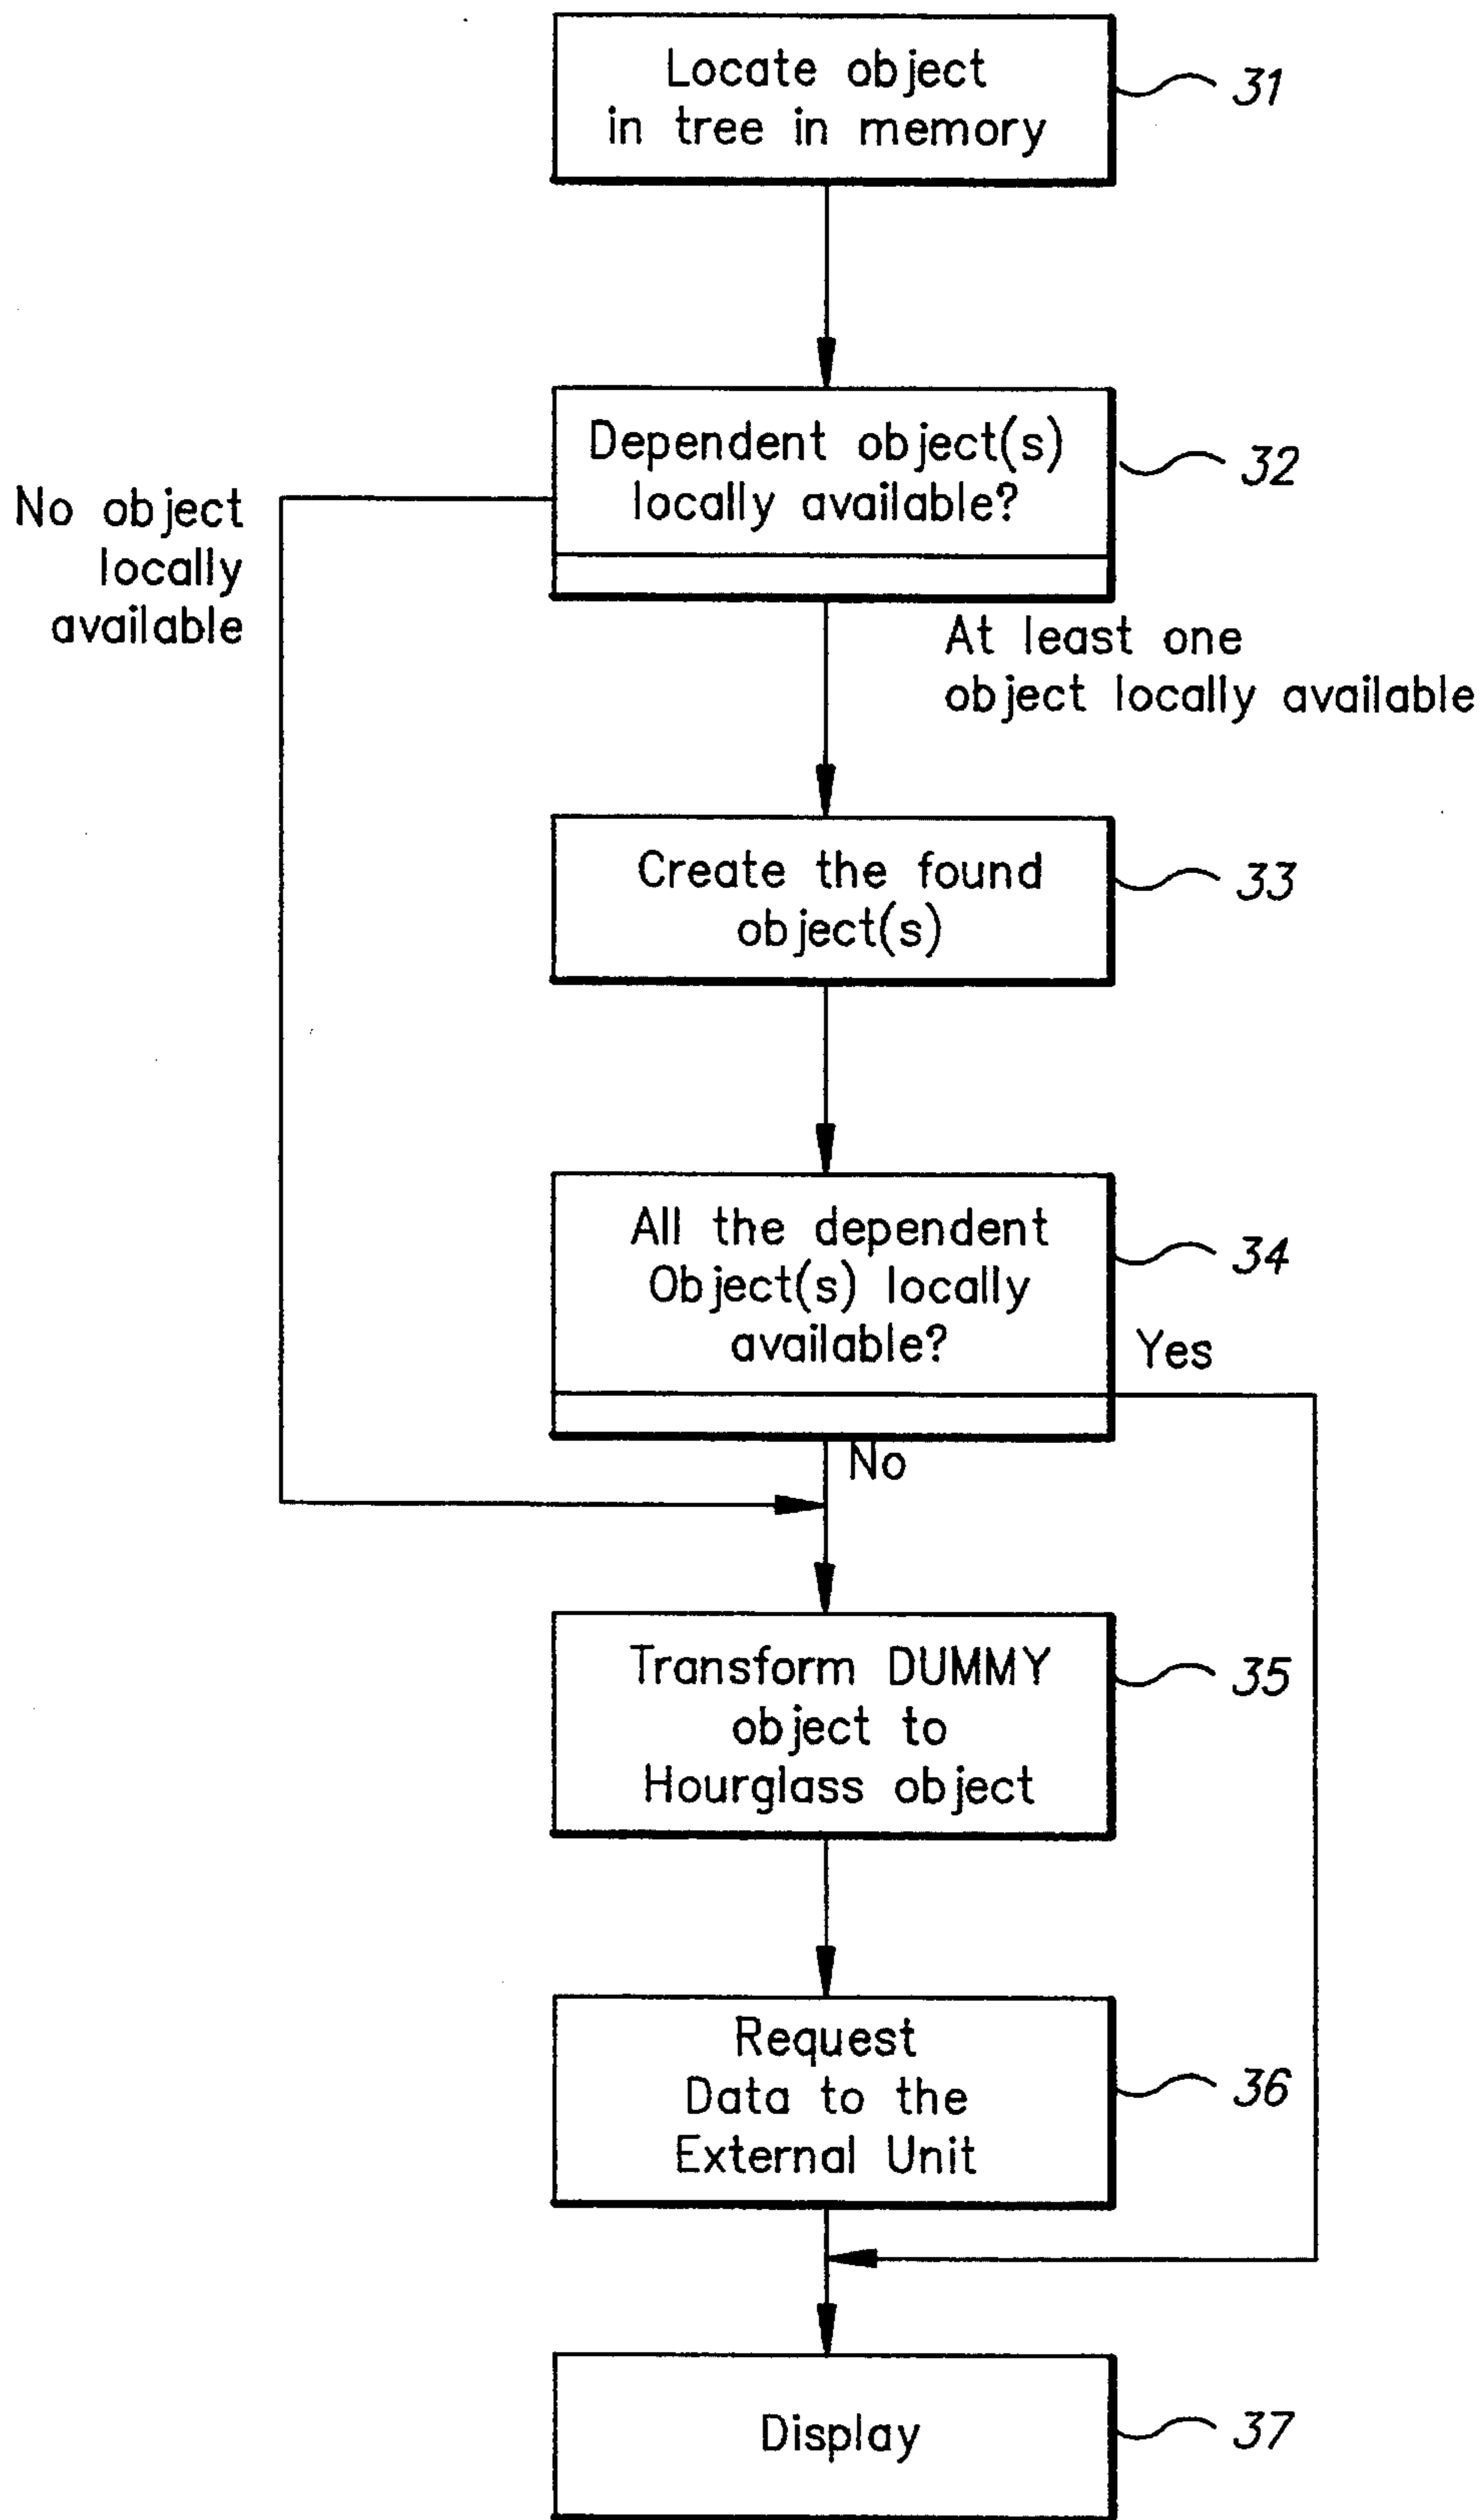 Locate object
in tree in memory
31
Dependent object(s)
locally available?
32
No object
locally
available
At least one
object locally available
Create the found
object(s)
33
All the dependent
Object(s) locally
available?
34
Yes
No
Transform DUMMY
object to
Hourglass object
35
Request
Data to the
External Unit
36
Display
37